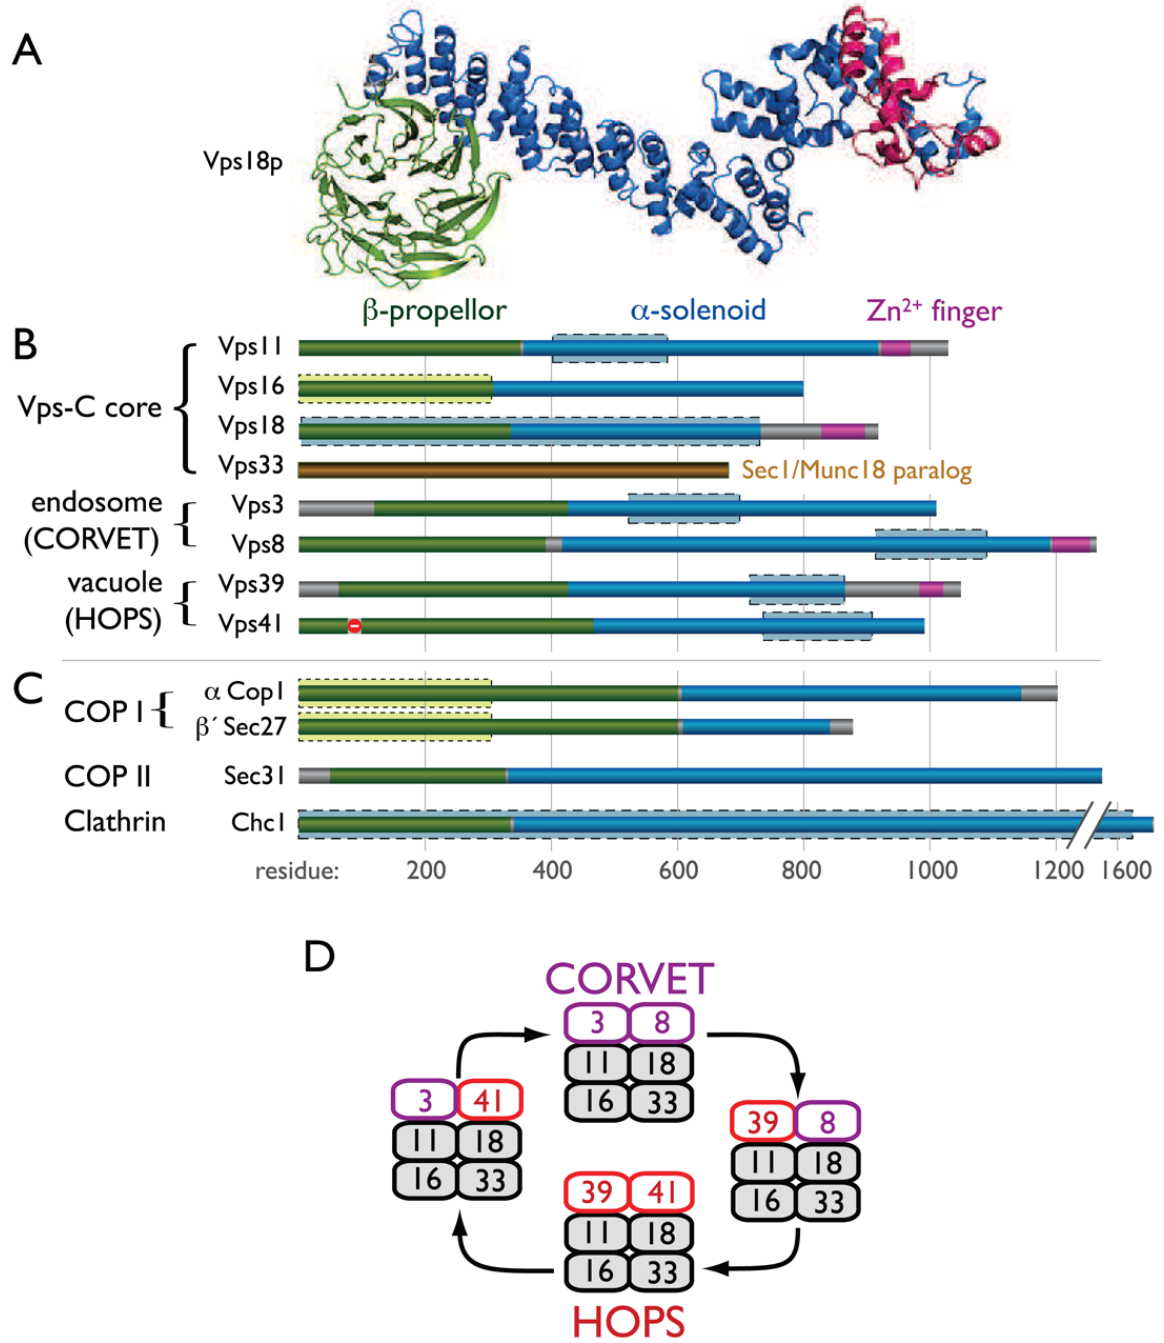 A
Vps18p
β-propellor α-solenoid Zn²⁺ finger
B
Vps-C core
Vps11
Vps16
Vps18
Vps33 Sec1/Munc18 paralog
endosome
(CORVET)
Vps3
Vps8
vacuole
(HOPS)
Vps39
Vps41
C
COP I
α Cop1
β´ Sec27
COP II Sec31
Clathrin Chc1
residue: 200 400 600 800 1000 1200 1600
D
CORVET
3 8
11 18
16 33
3 41
11 18
16 33
39 8
11 18
16 33
39 41
11 18
16 33
HOPS